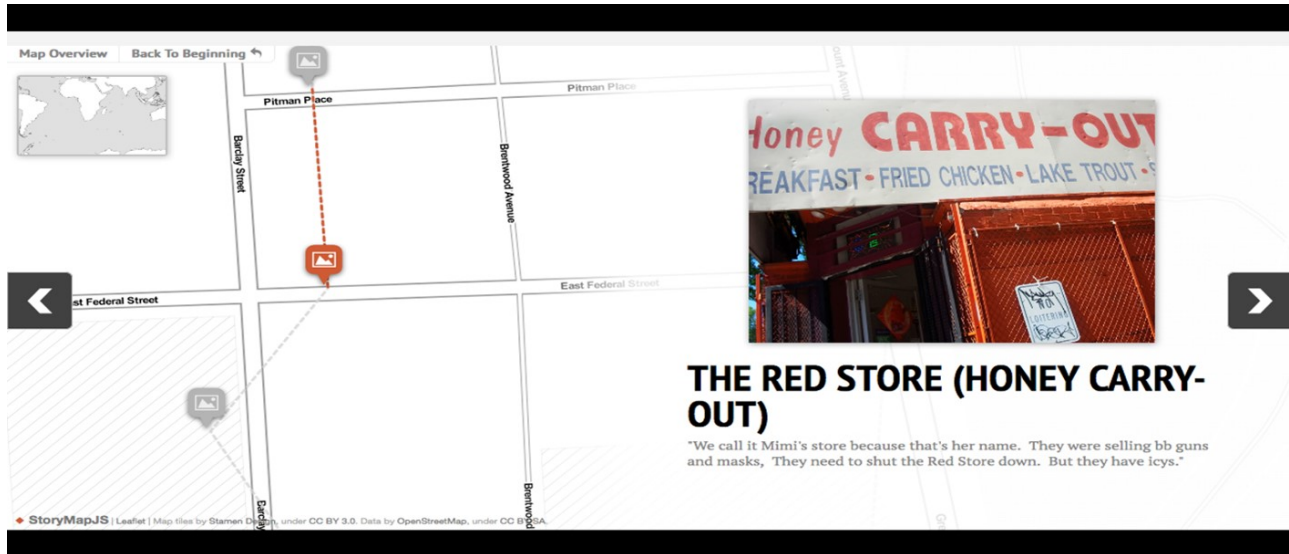 Map Overview
Back To Beginning
Pitman Place
Pitman Place
Barclay Street
Brentwood Avenue
East Federal Street
st Federal Street
Barclay
Brentwood
Honey CARRY-OUT
REAKFAST • FRIED CHICKEN • LAKE TROUT •
LOITERING
THE RED STORE (HONEY CARRY-
OUT)
"We call it Mimi's store because that's her name. They were selling bb guns
and masks, They need to shut the Red Store down. But they have icys."
StoryMapJS | Leaflet | Map tiles by Stamen Design, under CC BY 3.0. Data by OpenStreetMap, under CC BY SA.